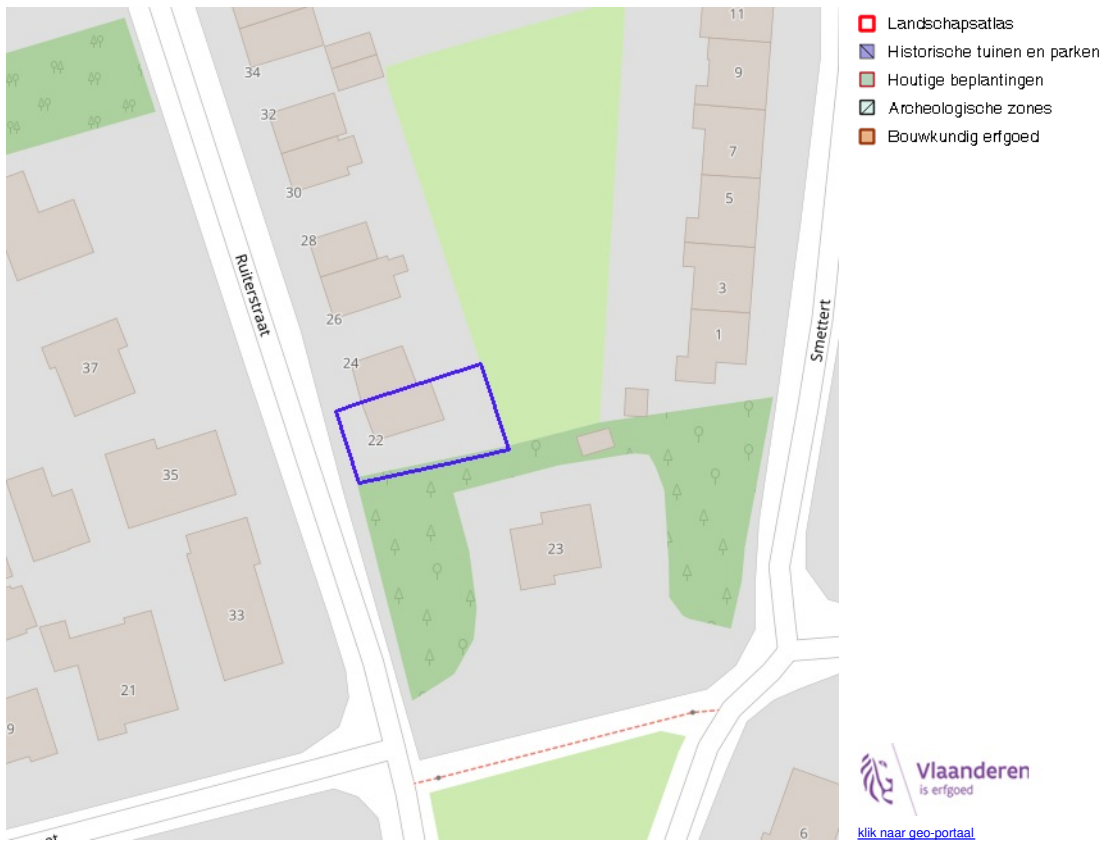 11
34
9
32
7
30
5
28
Ruiterstraat
3
26
1
Smettert
24
37
22
35
23
33
21
9
6
Landschapsatlas
Historische tuinen en parken
Houtige beplantingen
Archeologische zones
Bouwkundig erfgoed
Vlaanderen
is erfgoed
klik naar geo-portaal